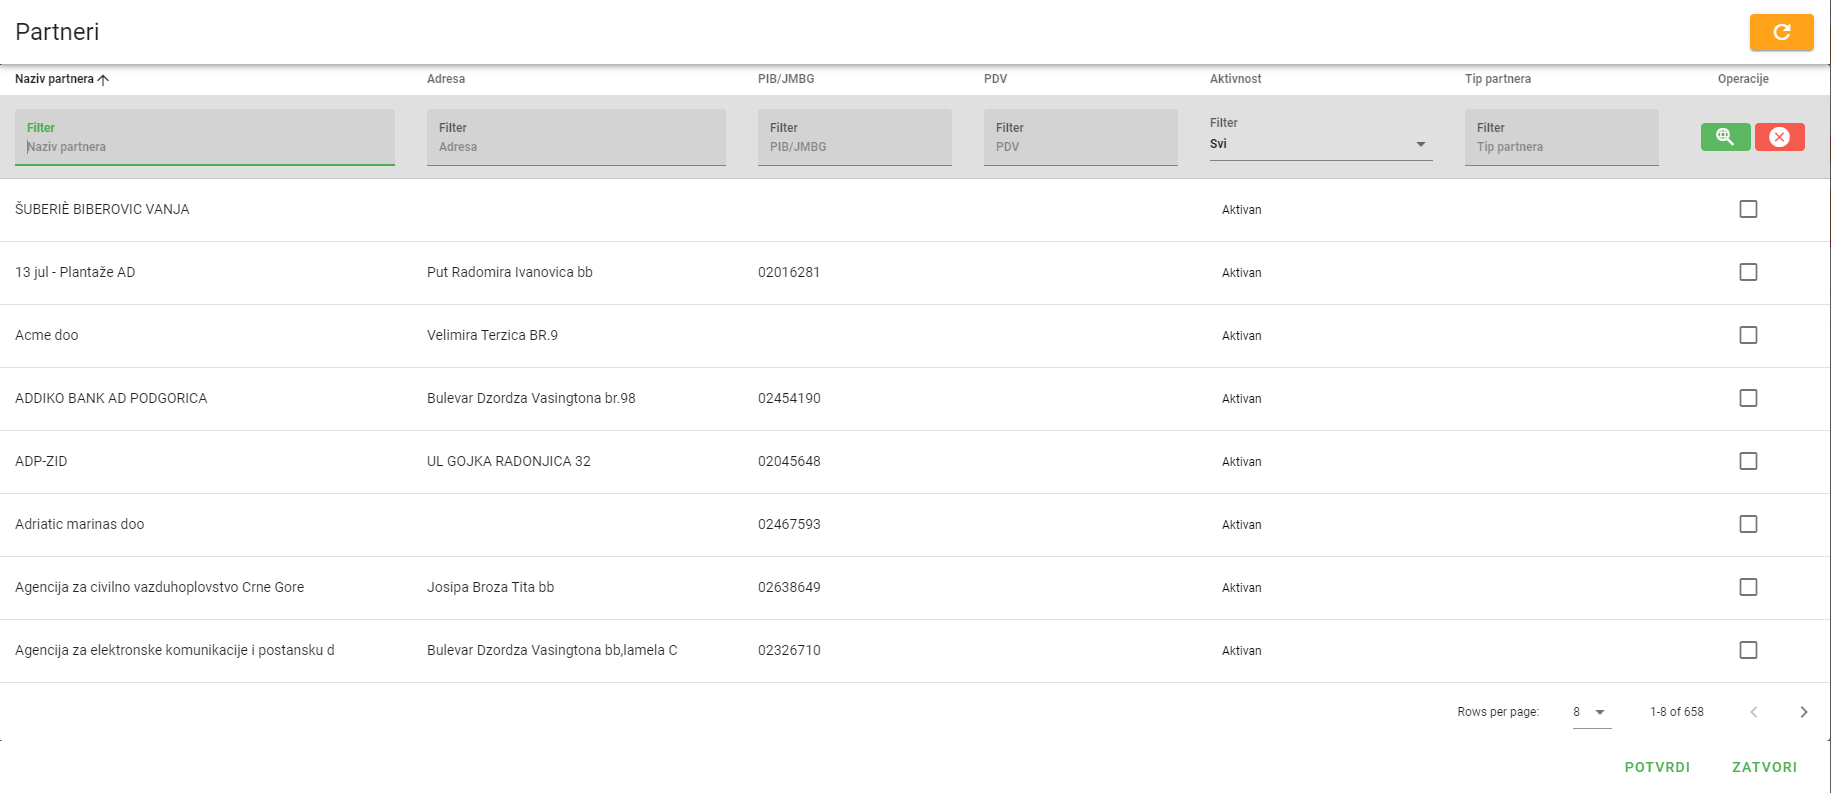 Partneri
Naziv partnera Adresa PIB/JMBG PDV Aktivnost Tip partnera Operacije
Filter Filter Filter Filter Filter Filter
Naziv partnera Adresa PIB/JMBG PDV Svi Tip partnera
ŠUBERIÈ BIBEROVIC VANJA Aktivan
13 jul - Plantaže AD Put Radomira Ivanovica bb 02016281 Aktivan
Acme doo Velimira Terzica BR.9 Aktivan
ADDIKO BANK AD PODGORICA Bulevar Dzordza Vasingtona br.98 02454190 Aktivan
ADP-ZID UL GOJKA RADONJICA 32 02045648 Aktivan
Adriatic marinas doo 02467593 Aktivan
Agencija za civilno vazduhoplovstvo Crne Gore Josipa Broza Tita bb 02638649 Aktivan
Agencija za elektronske komunikacije i postansku d Bulevar Dzordza Vasingtona bb,lamela C 02326710 Aktivan
Rows per page: 8 1-8 of 658
POTVRDI ZATVORI